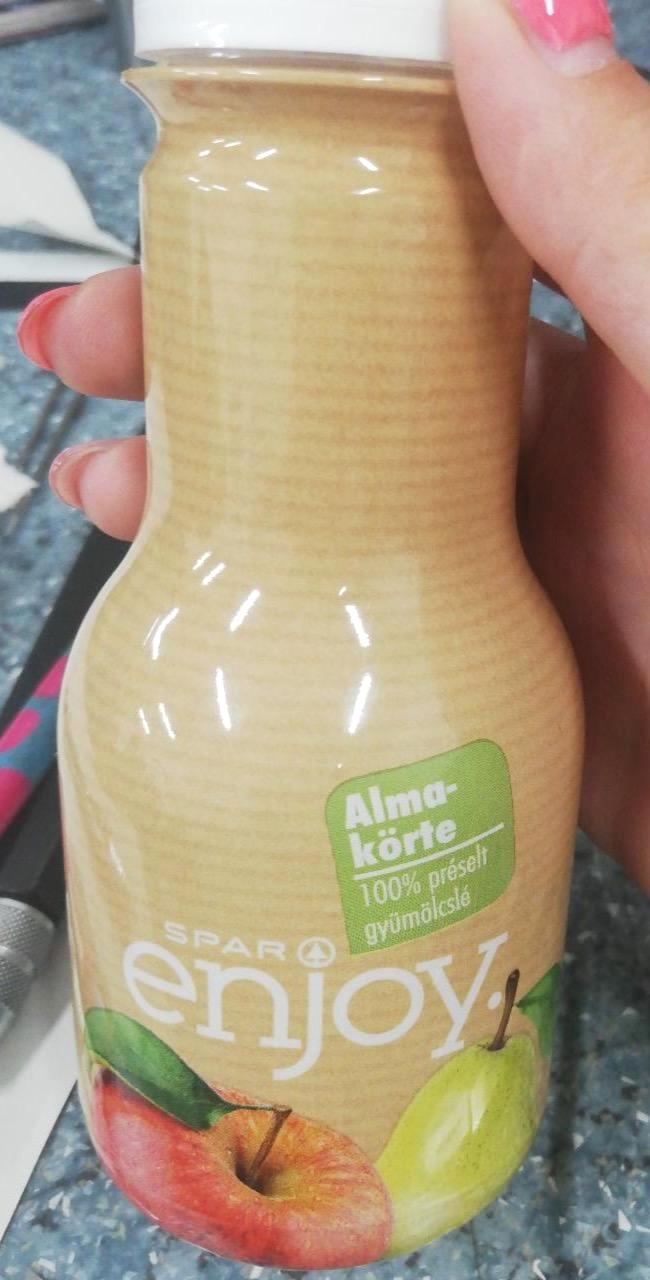 Alma-
körte
100% préselt
gyümölcslé
SPAR
enjoy.